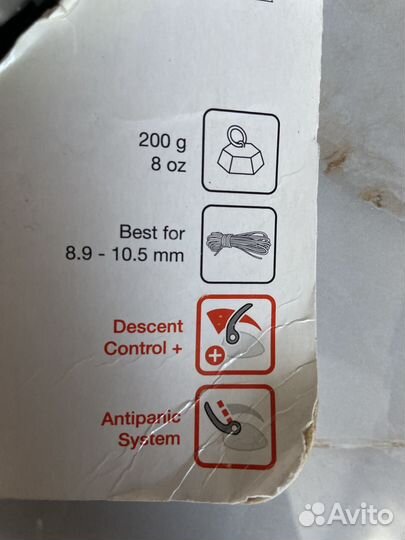 200 g
8 oz
Best for
8.9 - 10.5 mm
Descent
Control +
Antipanic
System
Avito